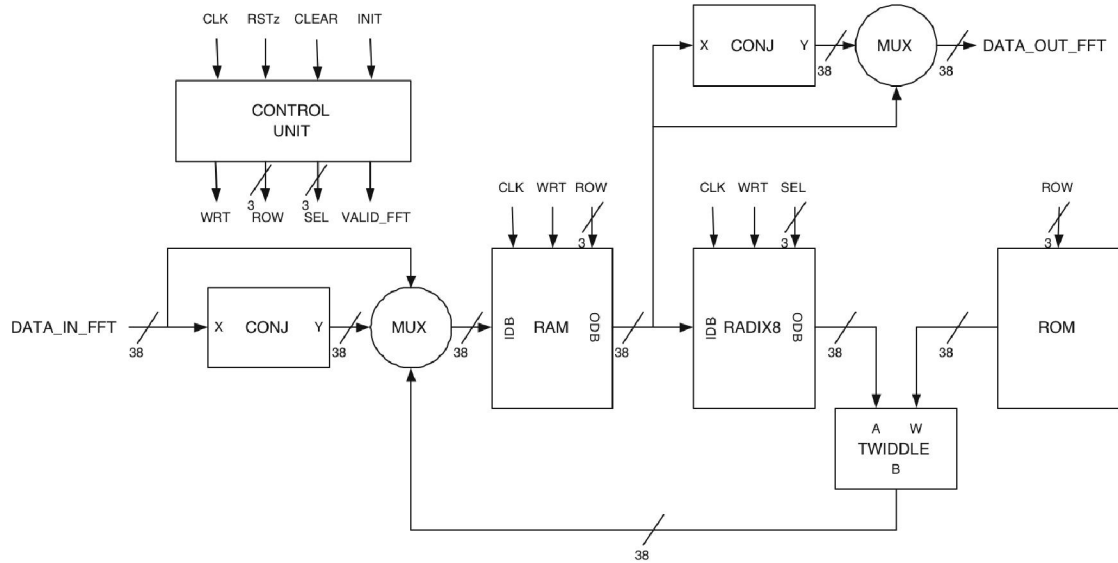 CLK RSTz CLEAR INIT
X CONJ Y
38
MUX
38
DATA_OUT_FFT
CONTROL
UNIT
3 3
WRT ROW SEL VALID_FFT
CLK WRT ROW
3
CLK WRT SEL
3
ROW
3
DATA_IN_FFT
38
X CONJ Y
38
MUX
38
IDB RAM ODB
38
IDB RADIX8 ODB
38
38
ROM
A W
TWIDDLE
B
38